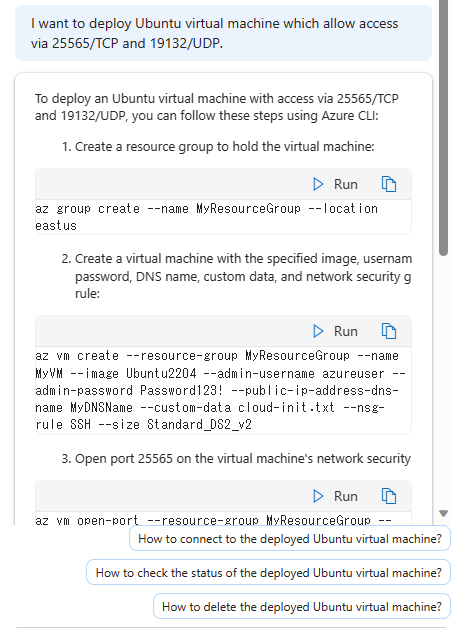 I want to deploy Ubuntu virtual machine which allow access
via 25565/TCP and 19132/UDP.
To deploy an Ubuntu virtual machine with access via 25565/TCP
and 19132/UDP, you can follow these steps using Azure CLI:
1. Create a resource group to hold the virtual machine:
Run
az group create --name MyResourceGroup --location
eastus
2. Create a virtual machine with the specified image, usernam
password, DNS name, custom data, and network security g
rule:
Run
az vm create --resource-group MyResourceGroup --name
MyVM --image Ubuntu2204 --admin-username azureuser --
admin-password Password123! --public-ip-address-dns-
name MyDNSName --custom-data cloud-init.txt --nsg-
rule SSH --size Standard_DS2_v2
3. Open port 25565 on the virtual machine's network security
Run
az vm open-port --resource-group MyResourceGroup --
How to connect to the deployed Ubuntu virtual machine?
How to check the status of the deployed Ubuntu virtual machine?
How to delete the deployed Ubuntu virtual machine?